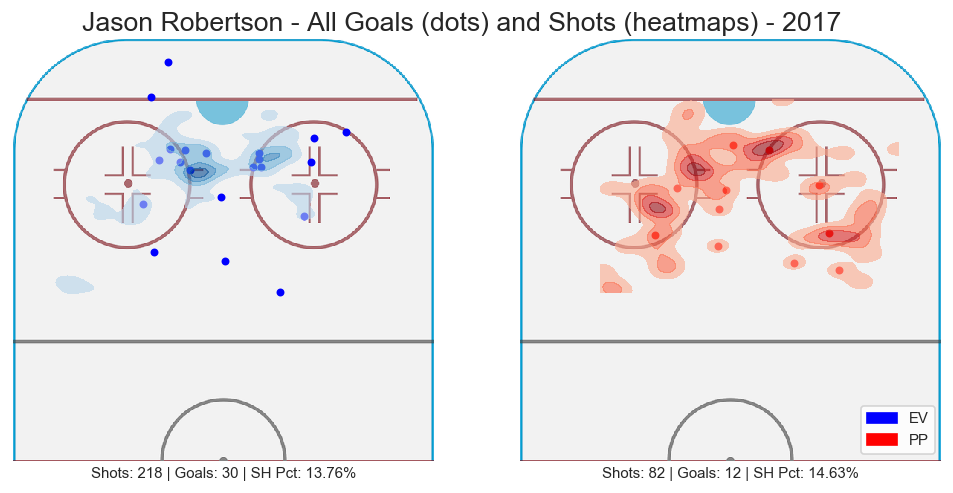 Jason Robertson - All Goals (dots) and Shots (heatmaps) - 2017
EV
PP
Shots: 218 | Goals: 30 | SH Pct: 13.76%
Shots: 82 | Goals: 12 | SH Pct: 14.63%